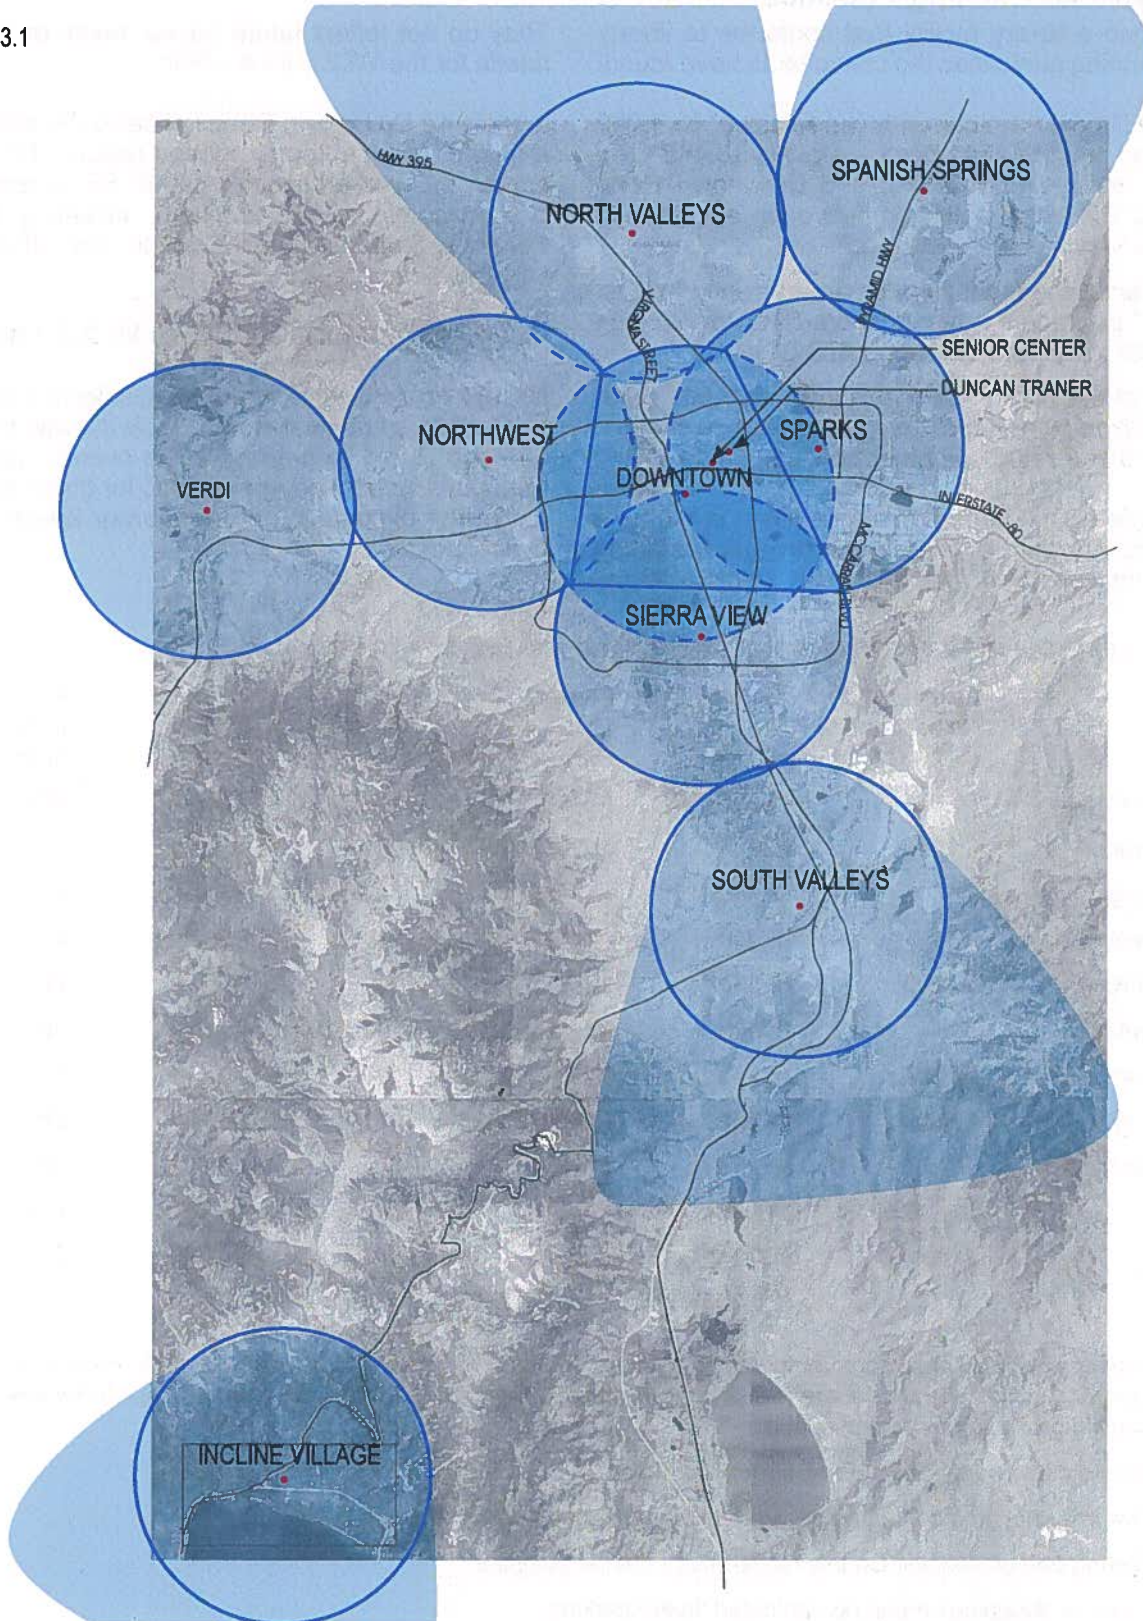 3.1
HWY 395
SPANISH SPRINGS
NORTH VALLEYS
PYRAMID HWY
VIRGINIA STREET
SENIOR CENTER
DUNCAN TRANER
NORTHWEST
SPARKS
DOWNTOWN
VERDI
INTERSTATE -80
MCCARRAN BLVD
SIERRA VIEW
SOUTH VALLEYS
INCLINE VILLAGE